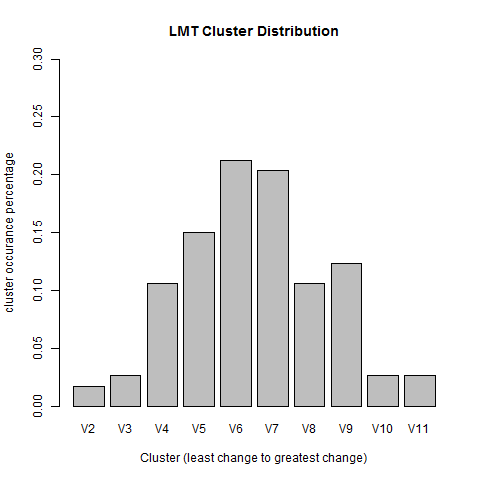 LMT Cluster Distribution
cluster occurance percentage
0.30
0.25
0.20
0.15
0.10
0.05
0.00
V2 V3 V4 V5 V6 V7 V8 V9 V10 V11
Cluster (least change to greatest change)